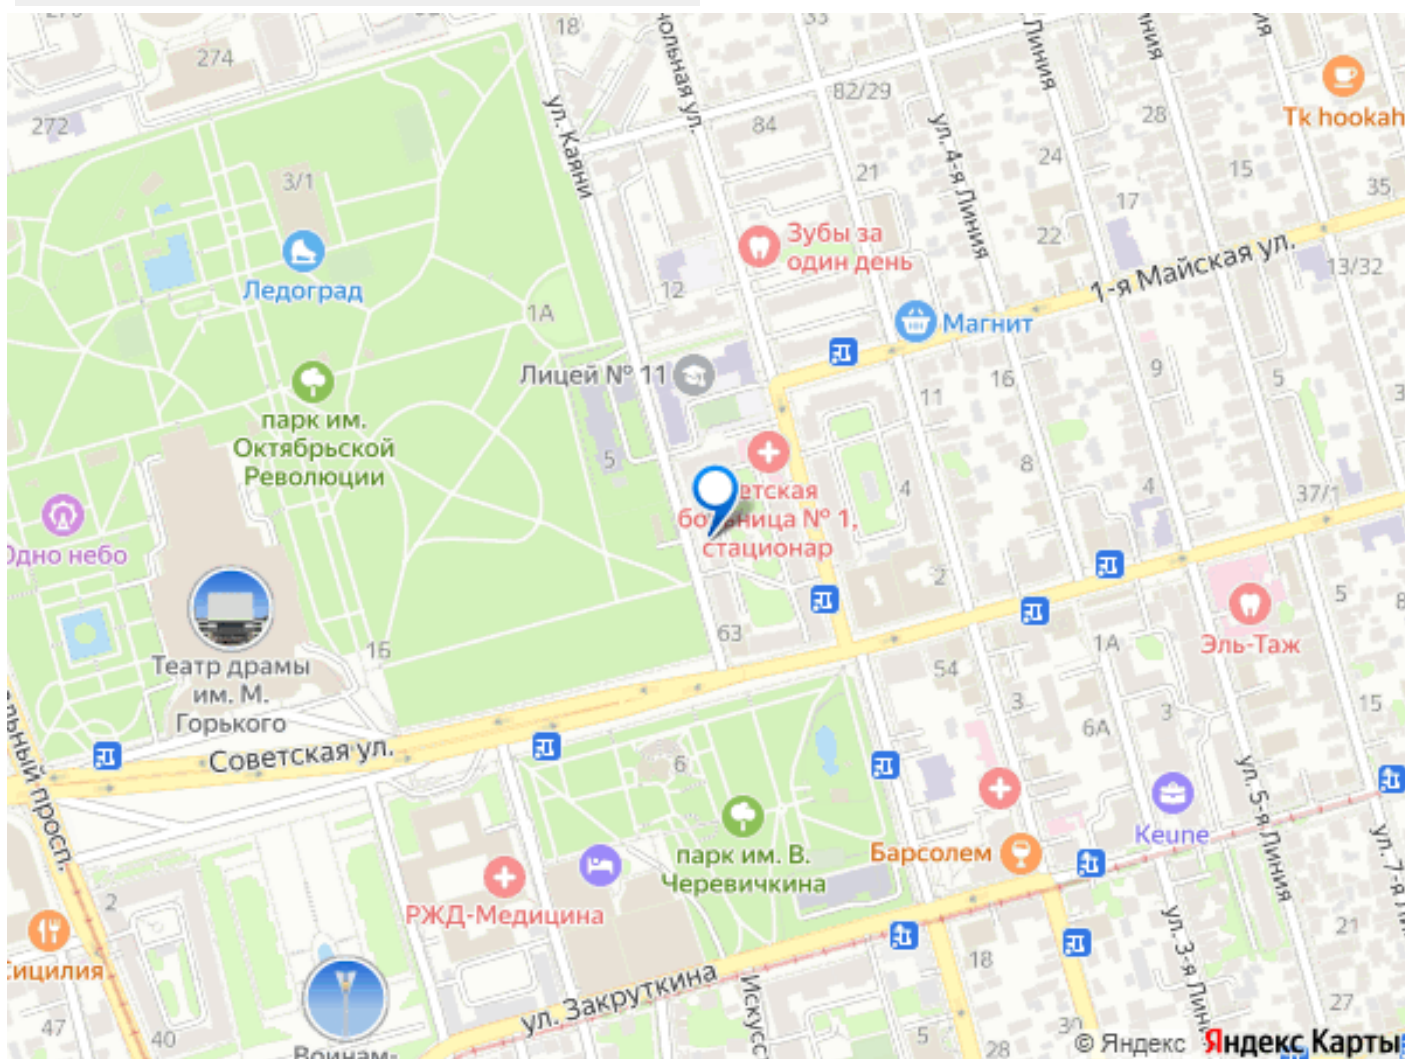 274
272
3/1
18
ул. Каяни
33
82/29
84
21
ул. 4-я Линия
Линия
24
22
28
17
15
35
Tk hookah
13/32
1-я Майская ул.
Зубы за
один день
12
1А
Ледоград
Магнит
Лицей № 11
парк им.
Октябрьской
Революции
5
16
11
9
5
8
4
4
37/1
Одно небо
стационар
2
63
16
Театр драмы
им. М.
Горького
54
3
1А
Эль-Таж
5
8
15
3
6А
Советская ул.
6
парк им. В.
Черевичкина
Барсолем
Keune
ул. 5-я Линия
РЖД-Медицина
2
ул. Закруткина
18
21
27
47
40
5
28
© Яндекс
Яндекс Карты